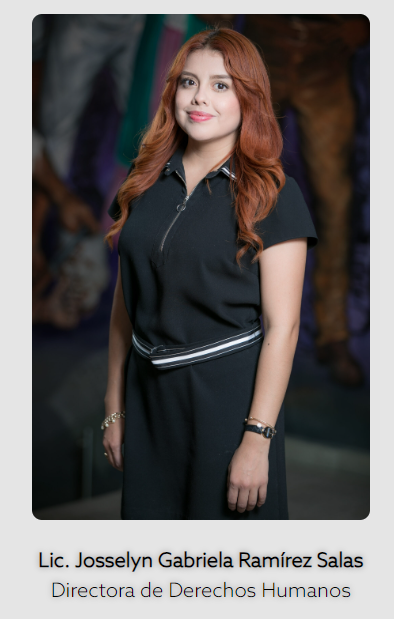 Lic. Josselyn Gabriela Ramírez Salas
Directora de Derechos Humanos